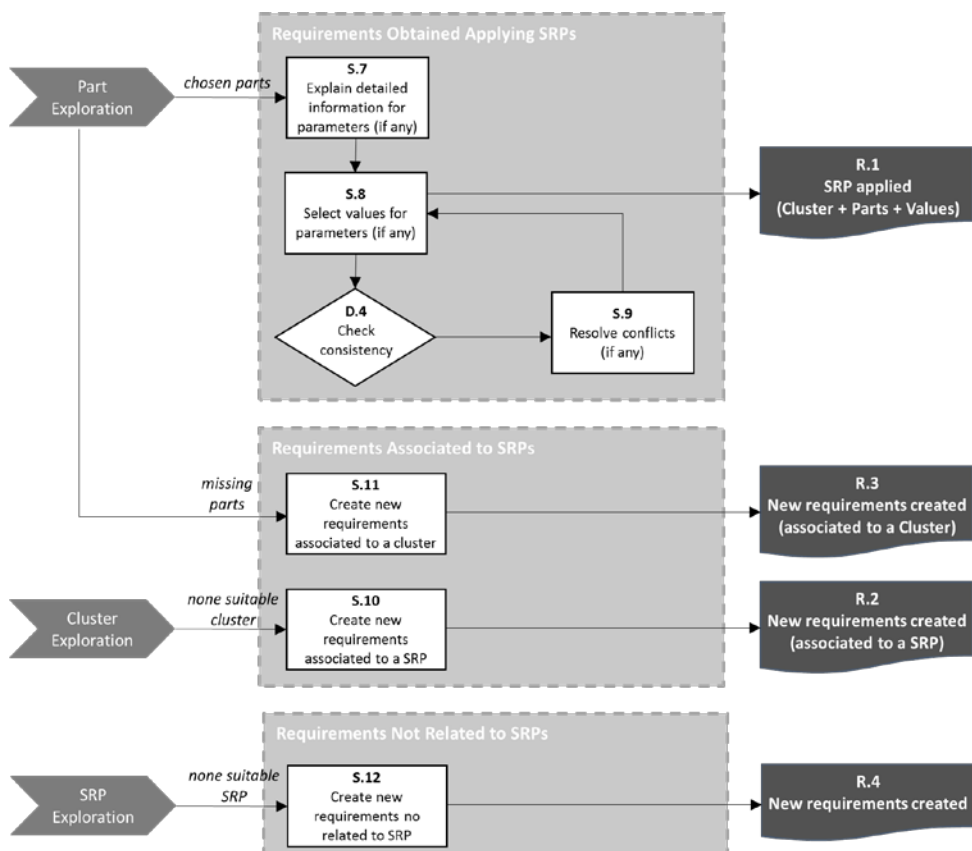 Requirements Obtained Applying SRPs
Part
Exploration
chosen parts
S.7
Explain detailed
information for
parameters (if any)
S.8
Select values for
parameters (if any)
R.1
SRP applied
(Cluster + Parts + Values)
D.4
Check
consistency
S.9
Resolve conflicts
(if any)
Requirements Associated to SRPs
missing
parts
S.11
Create new
requirements
associated to a cluster
R.3
New requirements created
(associated to a Cluster)
Cluster
Exploration
none suitable
cluster
S.10
Create new
requirements
associated to a SRP
R.2
New requirements created
(associated to a SRP)
Requirements Not Related to SRPs
SRP
Exploration
none suitable
SRP
S.12
Create new
requirements no
related to SRP
R.4
New requirements created